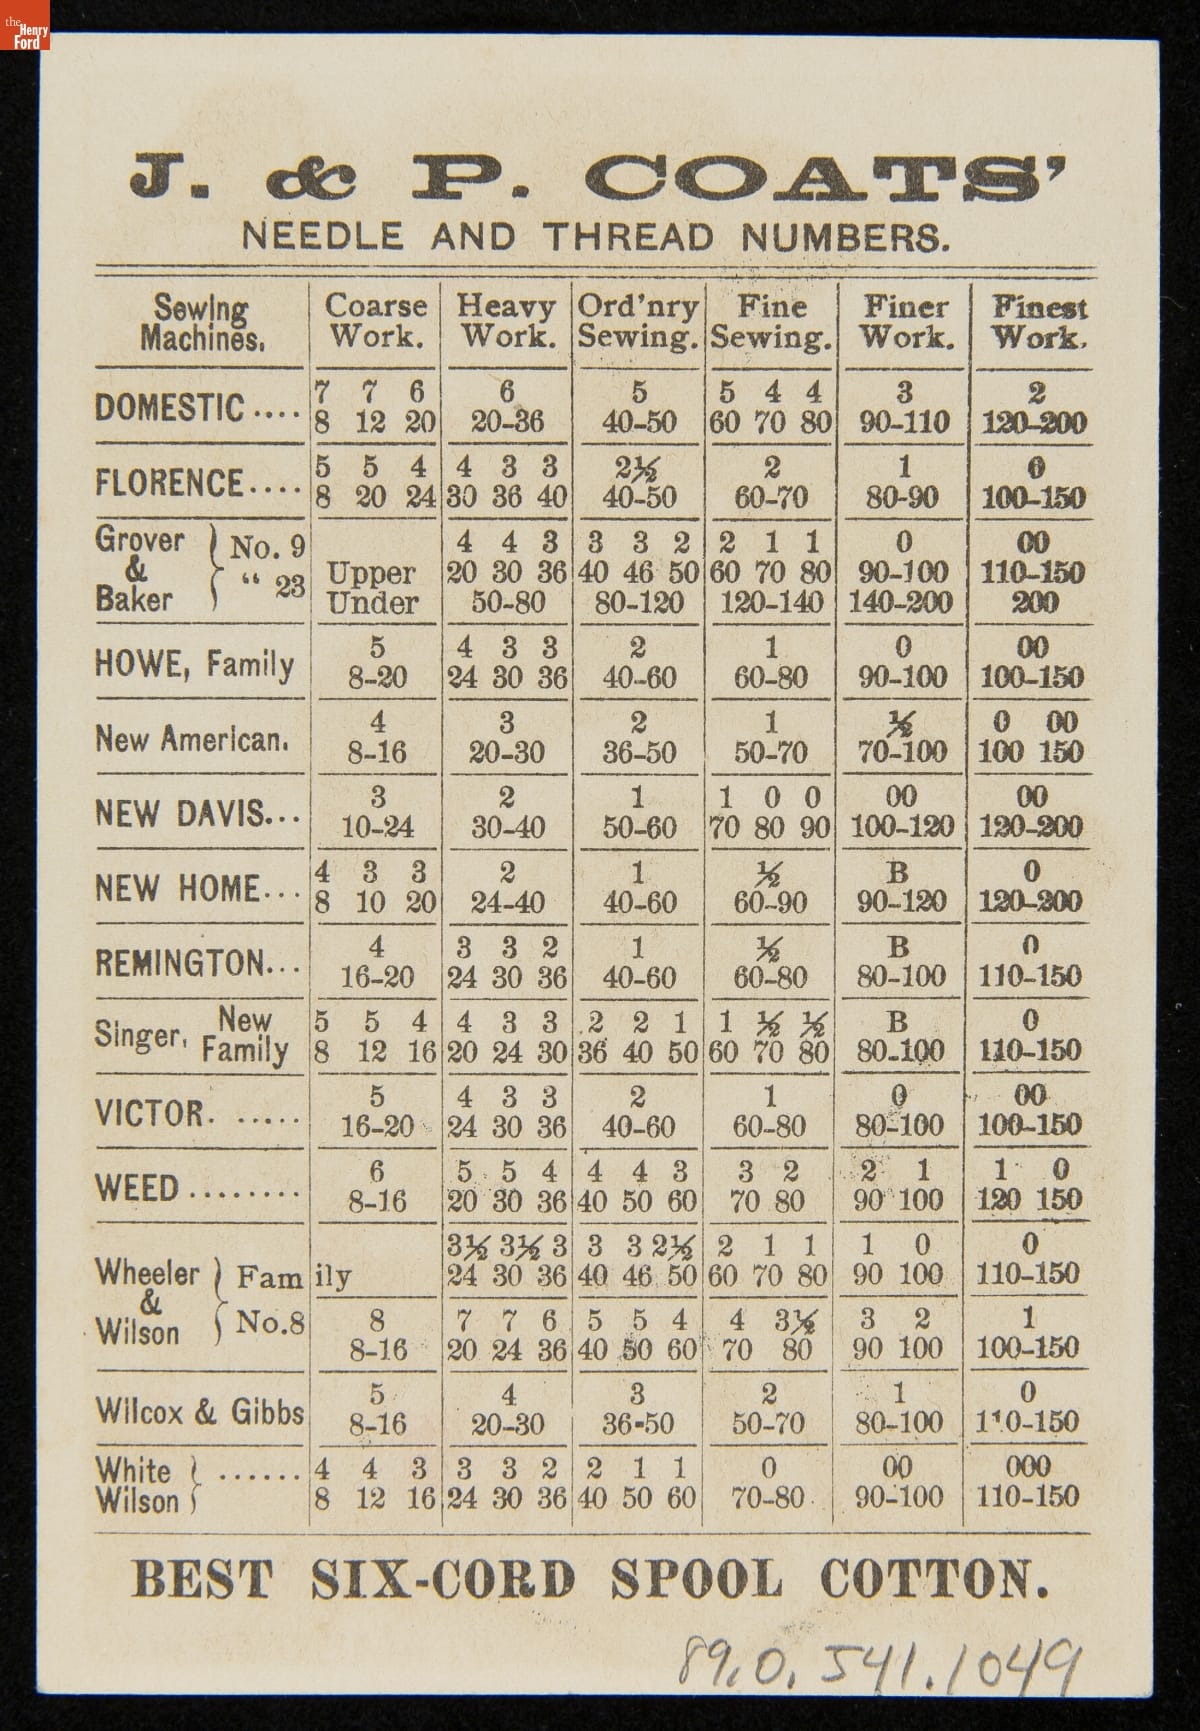 the
Henry
Ford
J. & P. COATS'
NEEDLE AND THREAD NUMBERS.
Sewing Machines. Coarse Work. Heavy Work. Ord'nry Sewing. Fine Sewing. Finer Work. Finest Work.
7 7 6 6 5 5 4 4 3 2
DOMESTIC .... 8 12 20 20-36 40-50 60 70 80 90-110 120-200
5 5 4 4 3 3 2½ 2 1 0
FLORENCE.... 8 20 24 30 36 40 40-50 60-70 80-90 100-150
Grover & Baker No. 9 4 4 3 3 3 2 2 1 1 0 00
" 23 Upper 20 30 36 40 46 50 60 70 80 90-100 110-150
Under 50-80 80-120 120-140 140-200 200
5 4 3 3 2 1 0 00
HOWE, Family 8-20 24 30 36 40-60 60-80 90-100 100-150
4 3 2 1 ½ 0 00
New American. 8-16 20-30 36-50 50-70 70-100 100 150
3 2 1 1 0 0 00 00
NEW DAVIS... 10-24 30-40 50-60 70 80 90 100-120 120-200
4 3 3 2 1 ½ B 0
NEW HOME... 8 10 20 24-40 40-60 60-90 90-120 120-200
4 3 3 2 1 ½ B 0
REMINGTON... 16-20 24 30 36 40-60 60-80 80-100 110-150
Singer, New Family 5 5 4 4 3 3 2 2 1 1 ½ ½ B 0
8 12 16 20 24 30 36 40 50 60 70 80 80-100 110-150
5 4 3 3 2 1 0 00
VICTOR. ..... 16-20 24 30 36 40-60 60-80 80-100 100-150
6 5 5 4 4 4 3 3 2 2 1 1 0
WEED ........ 8-16 20 30 36 40 50 60 70 80 90 100 120 150
3½ 3½ 3 3 3 2½ 2 1 1 1 0 0
Wheeler & Wilson Family 24 30 36 40 46 50 60 70 80 90 100 110-150
No.8 8 7 7 6 5 5 4 4 3½ 3 2 1
8-16 20 24 36 40 50 60 70 80 90 100 100-150
5 4 3 2 1 0
Wilcox & Gibbs 8-16 20-30 36-50 50-70 80-100 110-150
White ...... 4 4 3 3 3 2 2 1 1 0 00 000
Wilson 8 12 16 24 30 36 40 50 60 70-80 90-100 110-150
BEST SIX-CORD SPOOL COTTON.
89.0.541.1049